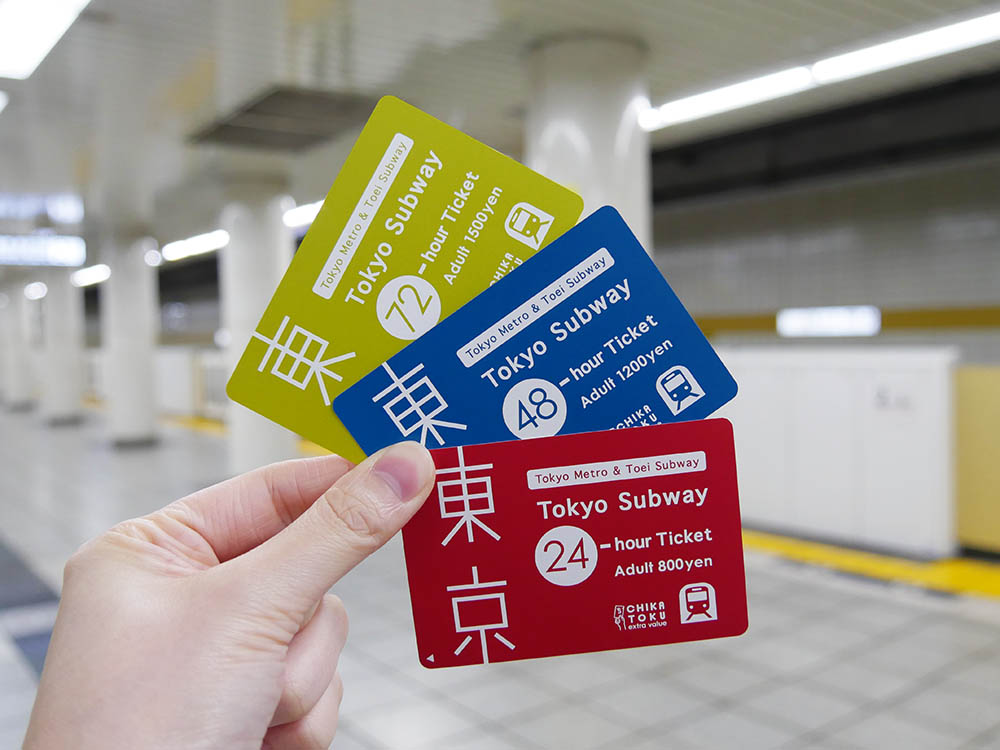 Tokyo Metro & Toei Subway
Tokyo Subway
72-hour Ticket
Adult 1500yen
CHIKA
東
Tokyo Metro & Toei Subway
Tokyo Subway
48-hour Ticket
Adult 1200yen
CHIKA
東
Tokyo Metro & Toei Subway
Tokyo Subway
24-hour Ticket
Adult 800yen
CHIKA
TOKU
extra value
東京